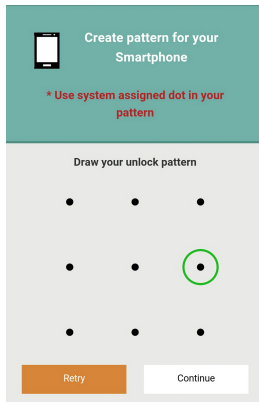 Create pattern for your
Smartphone
* Use system assigned dot in your
pattern
Draw your unlock pattern
Retry
Continue